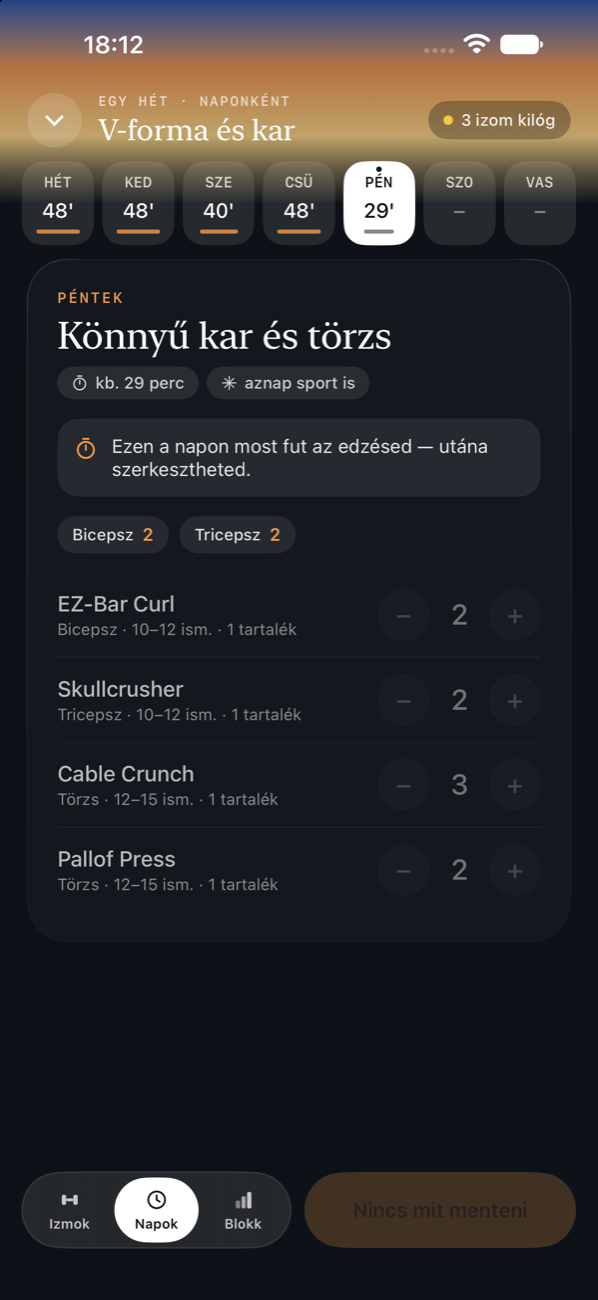 18:12
EGY HÉT · NAPONKÉNT
V-forma és kar
3 izom kilóg
HÉT
KED
SZE
CSÜ
PÉN
SZO
VAS
48'
48'
40'
48'
29'
–
–
PÉNTEK
Könnyű kar és törzs
kb. 29 perc
aznap sport is
Ezen a napon most fut az edzésed — utána
szerkesztheted.
Bicepsz 2
Tricepsz 2
EZ-Bar Curl
Bicepsz · 10–12 ism. · 1 tartalék
− 2 +
Skullcrusher
Tricepsz · 10–12 ism. · 1 tartalék
− 2 +
Cable Crunch
Törzs · 12–15 ism. · 1 tartalék
− 3 +
Pallof Press
Törzs · 12–15 ism. · 1 tartalék
− 2 +
Izmok
Napok
Blokk
Nincs mit menteni